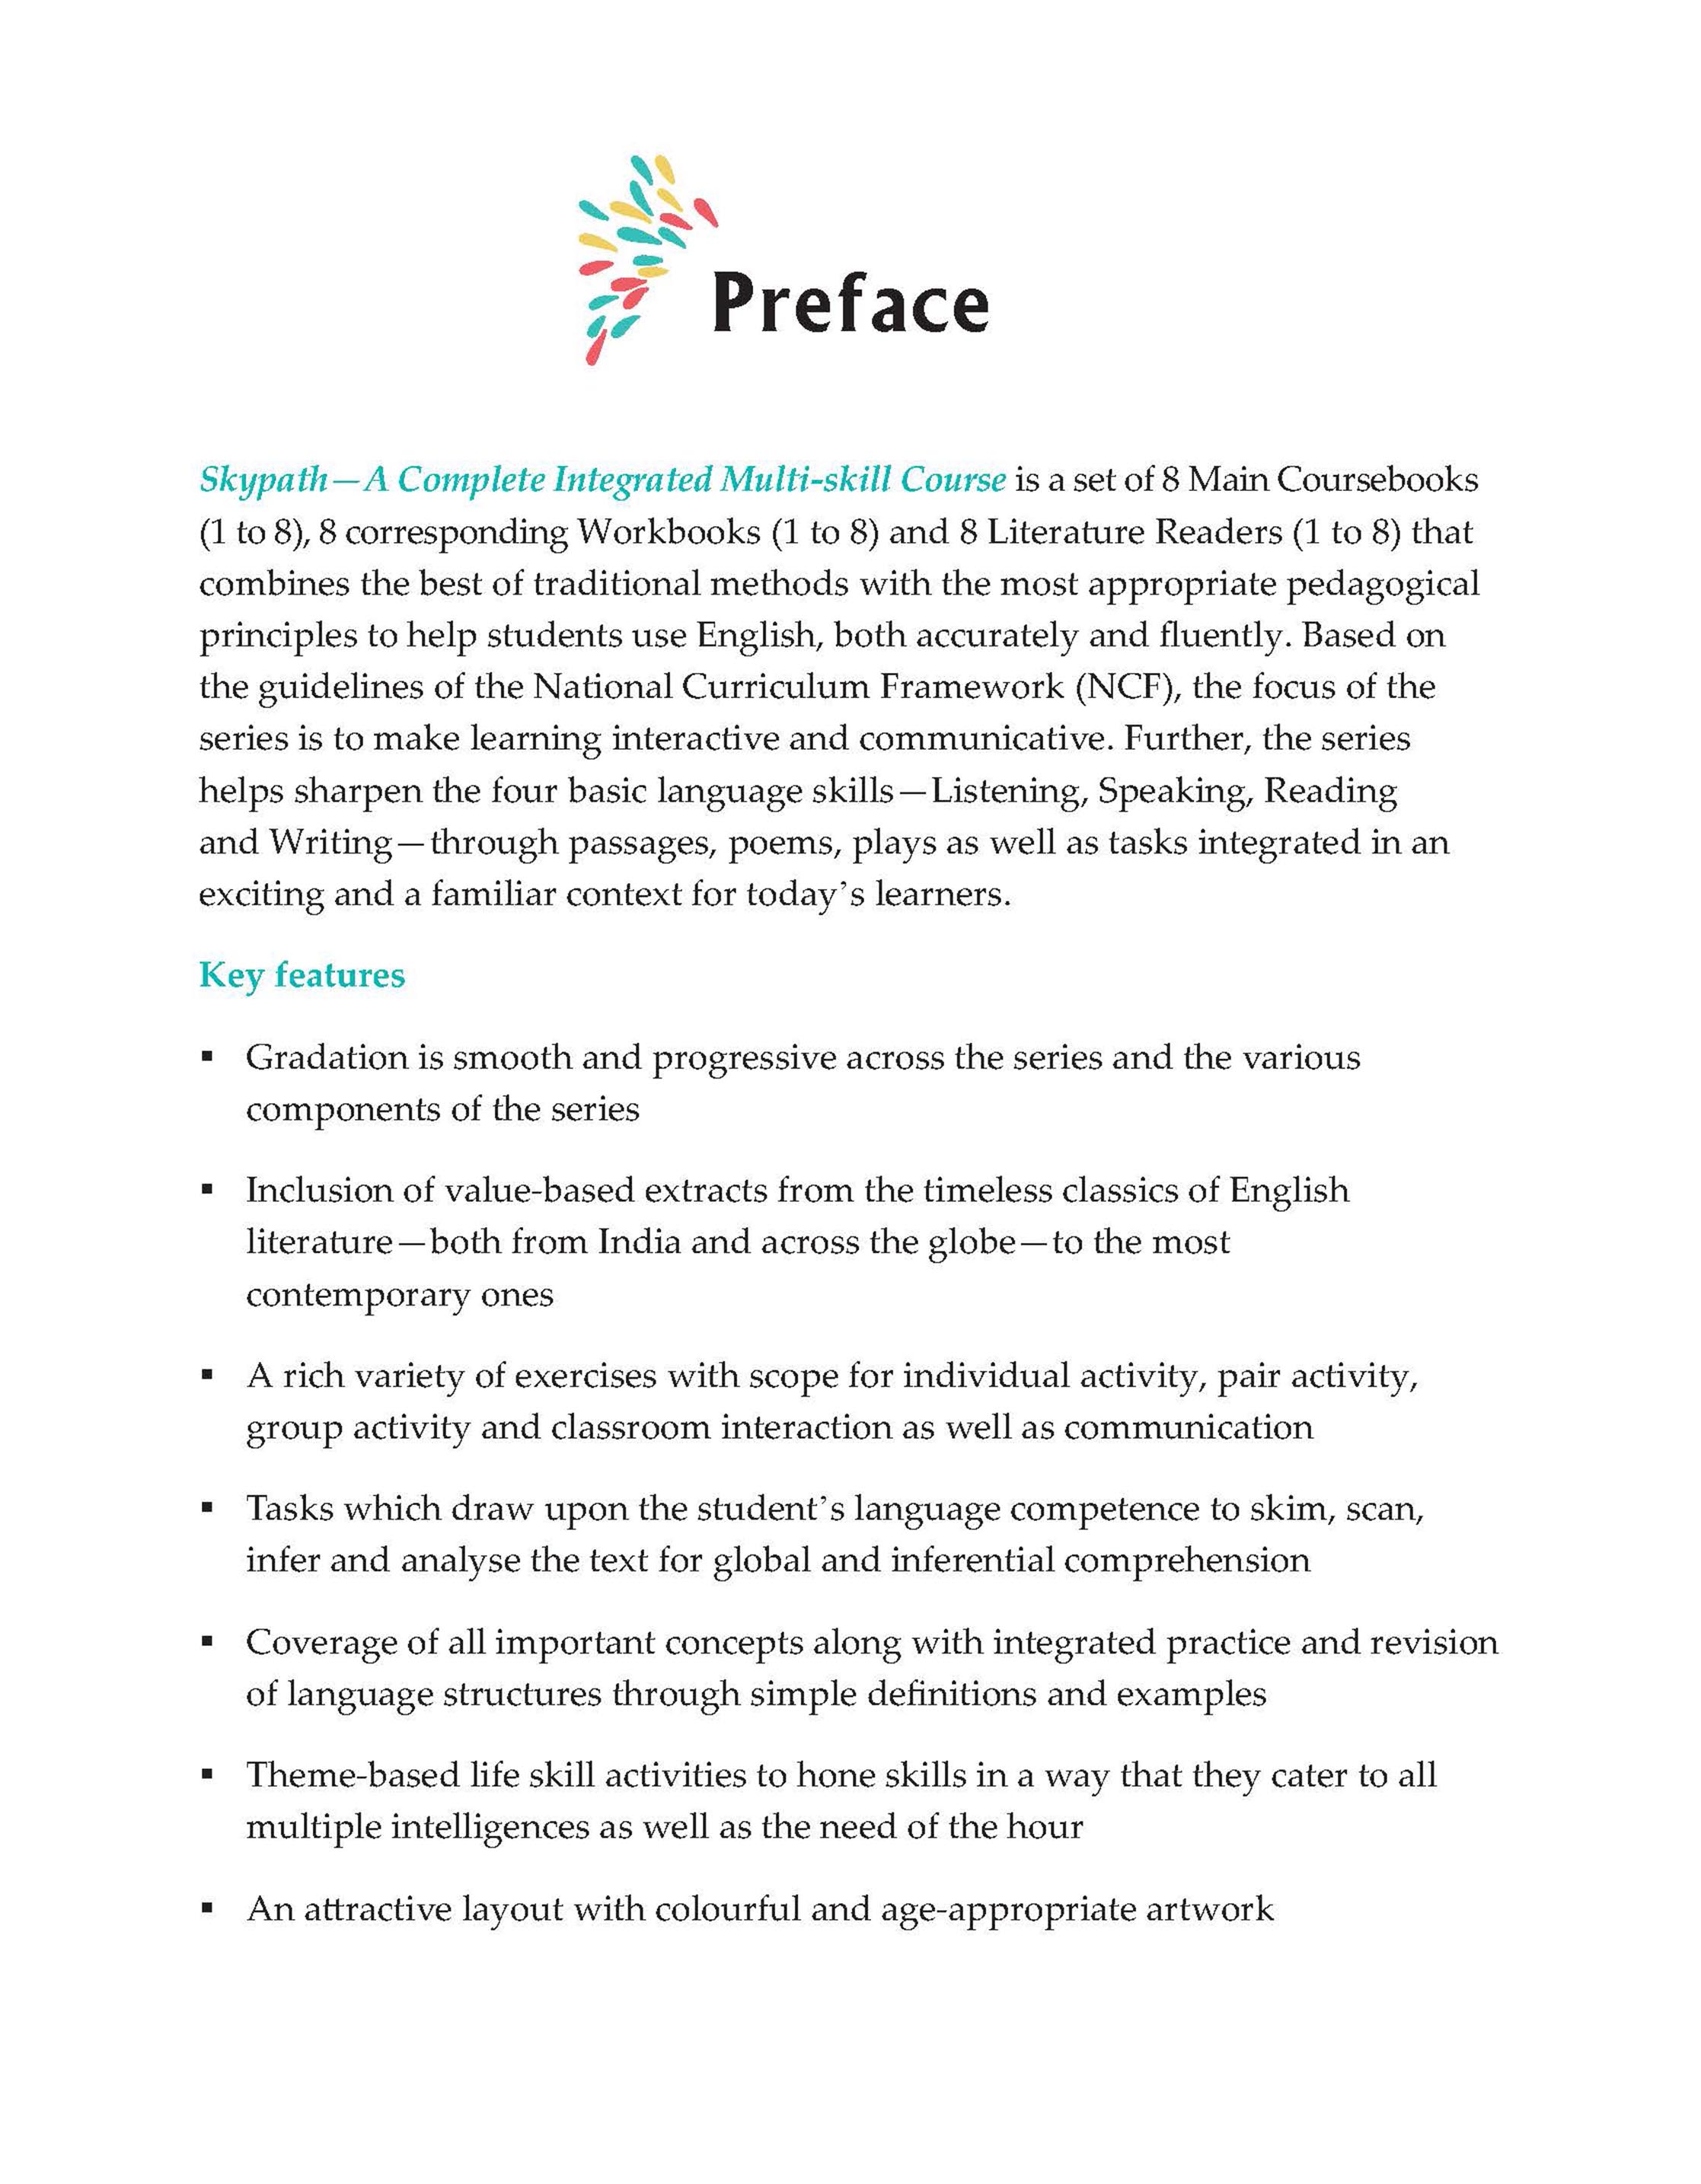 Preface
Skypath—A Complete Integrated Multi-skill Course is a set of 8 Main Coursebooks
(1 to 8), 8 corresponding Workbooks (1 to 8) and 8 Literature Readers (1 to 8) that
combines the best of traditional methods with the most appropriate pedagogical
principles to help students use English, both accurately and fluently. Based on
the guidelines of the National Curriculum Framework (NCF), the focus of the
series is to make learning interactive and communicative. Further, the series
helps sharpen the four basic language skills—Listening, Speaking, Reading
and Writing—through passages, poems, plays as well as tasks integrated in an
exciting and a familiar context for today's learners.
Key features
▪ Gradation is smooth and progressive across the series and the various
components of the series
▪ Inclusion of value-based extracts from the timeless classics of English
literature—both from India and across the globe—to the most
contemporary ones
▪ A rich variety of exercises with scope for individual activity, pair activity,
group activity and classroom interaction as well as communication
▪ Tasks which draw upon the student's language competence to skim, scan,
infer and analyse the text for global and inferential comprehension
▪ Coverage of all important concepts along with integrated practice and revision
of language structures through simple definitions and examples
▪ Theme-based life skill activities to hone skills in a way that they cater to all
multiple intelligences as well as the need of the hour
▪ An attractive layout with colourful and age-appropriate artwork